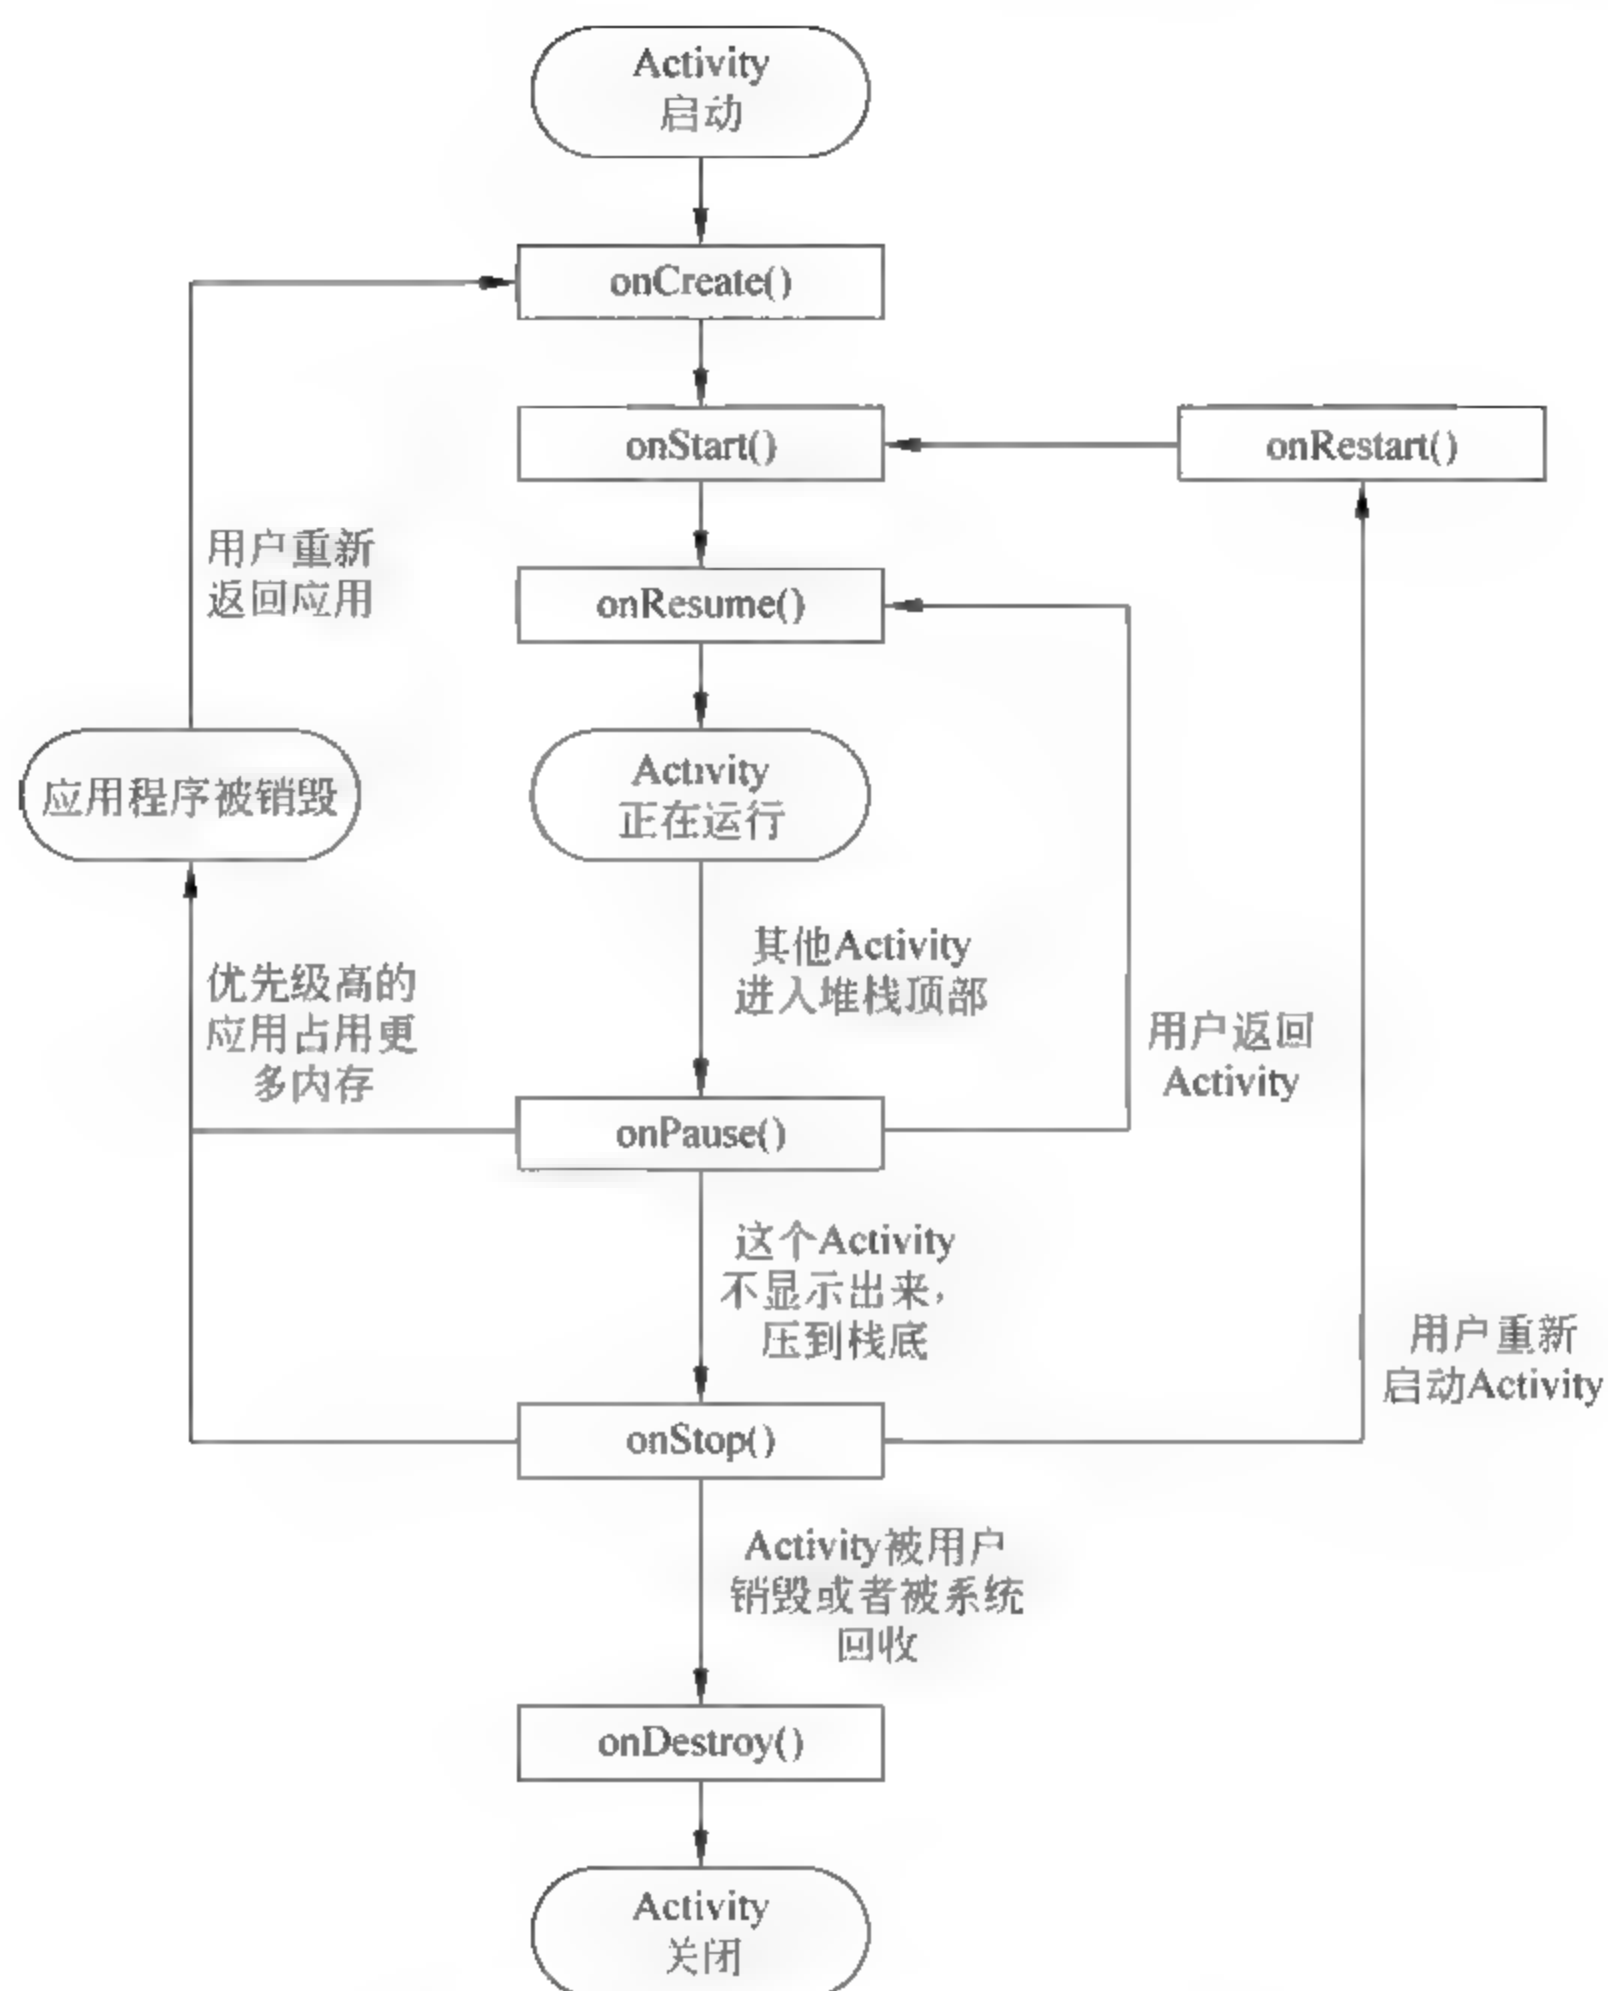 Activity
启动
onCreate()
onStart()
onRestart()
用户重新
返回应用
onResume()
应用程序被销毁
Activity
正在运行
其他Activity
进入堆栈顶部
优先级高的
应用占用更
多内存
用户返回
Activity
onPause()
这个Activity
不显示出来,
压到栈底
用户重新
启动Activity
onStop()
Activity被用户
销毁或者被系统
回收
onDestroy()
Activity
关闭